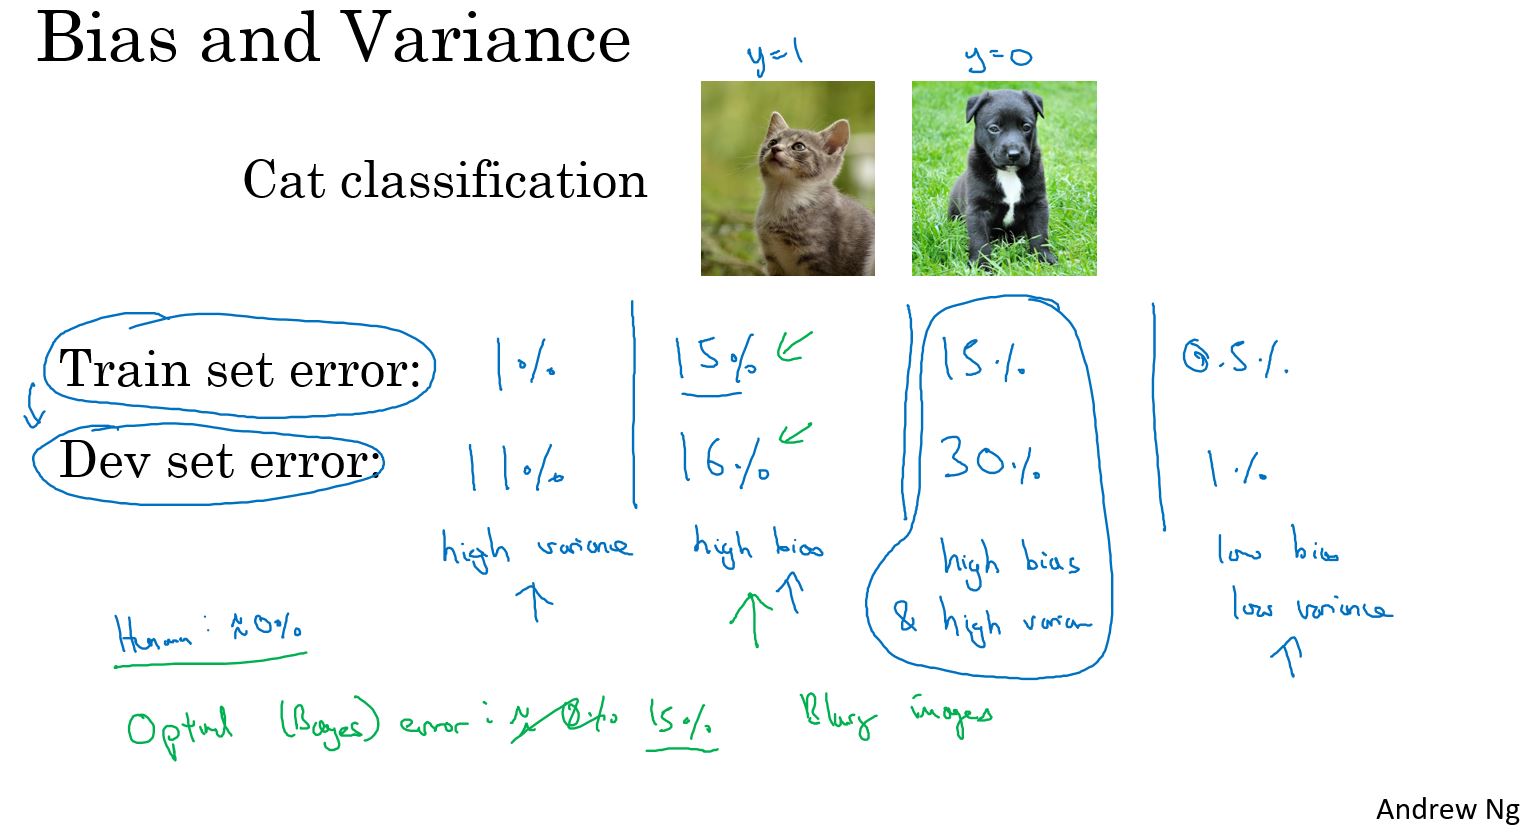 Bias and Variance
y=1 y=0
Cat classification
Train set error: 1% 15% 15% 0.5%
Dev set error: 11% 16% 30% 1%
high variance high bias high bias low bias
& high varian low variance
Human: ≈0%
Optiml (Bayes) error: ≈ 0% 15% Blury images
Andrew Ng